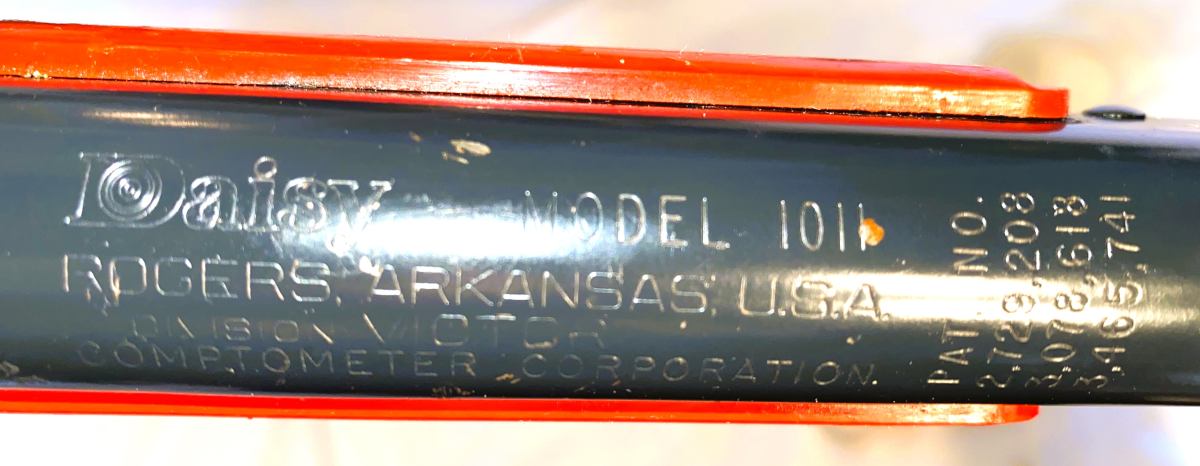 Daisy MODEL 1011
ROGERS, ARKANSAS, U.S.A.
DIVISION VICTOR
COMPTOMETER CORPORATION.
PAT. NO.
2,729,208
3,078,618
3,465,741